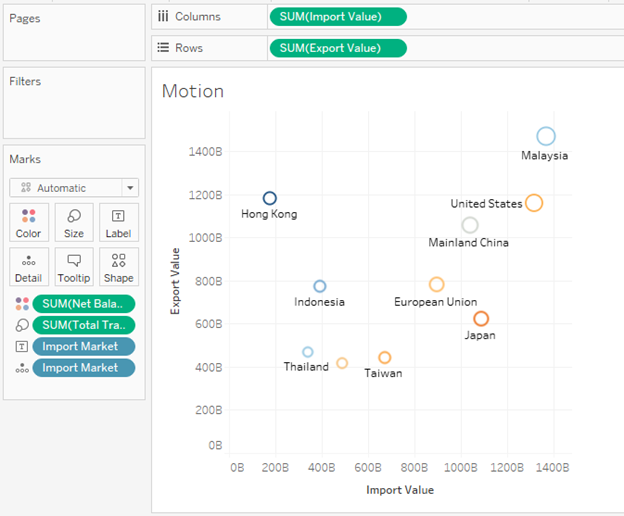 Pages
Columns
SUM(Import Value)
Rows
SUM(Export Value)
Filters
Marks
Automatic
Color
Size
Label
Detail
Tooltip
Shape
SUM(Net Bala..
SUM(Total Tra..
Import Market
Import Market
Motion
Export Value
1400B
1200B
1000B
800B
600B
400B
200B
0B
Malaysia
Hong Kong
United States
Mainland China
Indonesia
European Union
Japan
Thailand
Taiwan
0B 200B 400B 600B 800B 1000B 1200B 1400B
Import Value